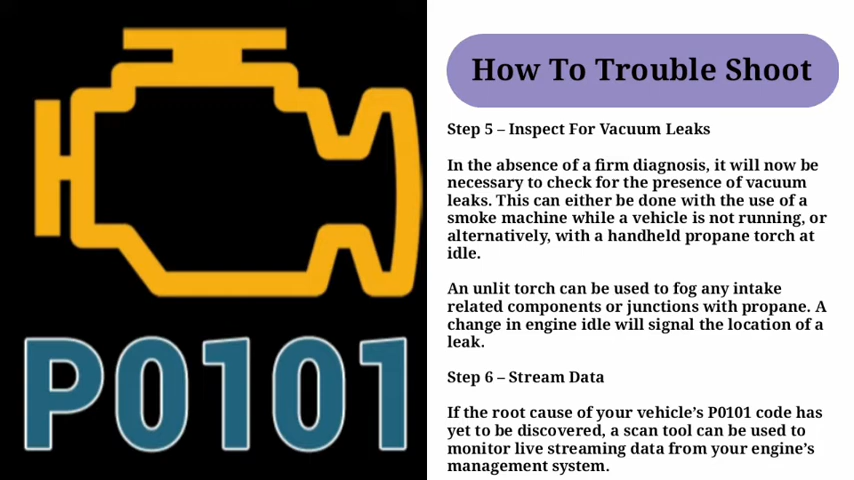 P0101
How To Trouble Shoot
Step 5 – Inspect For Vacuum Leaks
In the absence of a firm diagnosis, it will now be
necessary to check for the presence of vacuum
leaks. This can either be done with the use of a
smoke machine while a vehicle is not running, or
alternatively, with a handheld propane torch at
idle.
An unlit torch can be used to fog any intake
related components or junctions with propane. A
change in engine idle will signal the location of a
leak.
Step 6 – Stream Data
If the root cause of your vehicle’s P0101 code has
yet to be discovered, a scan tool can be used to
monitor live streaming data from your engine’s
management system.